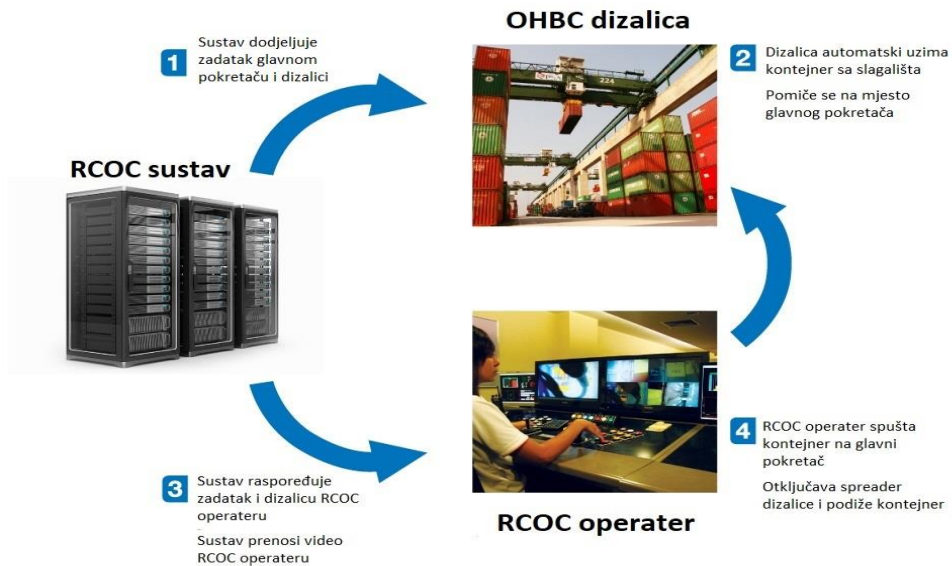 OHBC dizalica
1
Sustav dodjeljuje
zadatak glavnom
pokretaču i dizalici
2
Dizalica automatski uzima
kontejner sa slagališta
Pomiče se na mjesto
glavnog pokretača
224
RCOC sustav
3
Sustav raspoređuje
zadatak i dizalicu RCOC
operateru
Sustav prenosi video
RCOC operateru
4
RCOC operater spušta
kontejner na glavni
pokretač
Otključava spreader
dizalice i podiže kontejner
RCOC operater